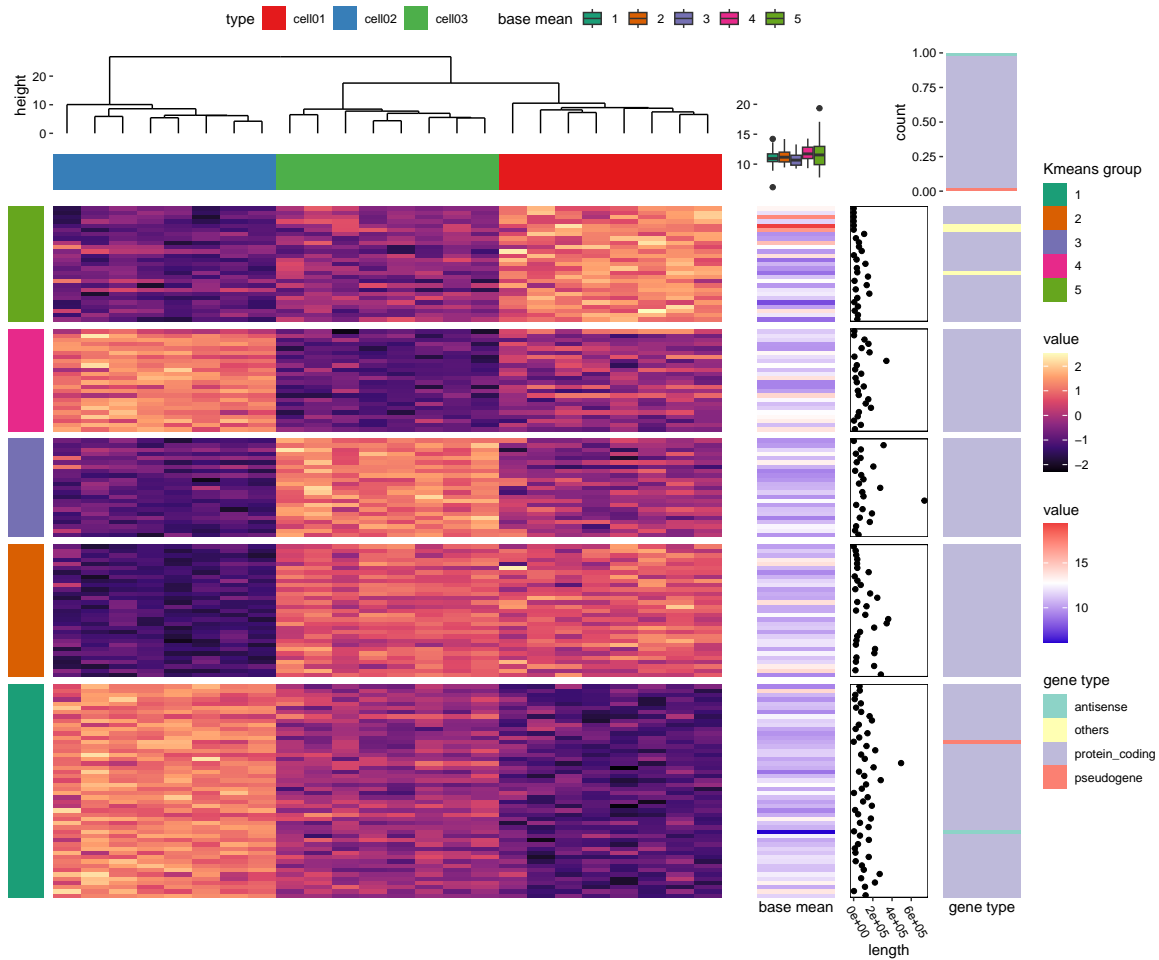 type cell01 cell02 cell03 base mean 1 2 3 4 5
height
20
10
0
20
15
10
count
1.00
0.75
0.50
0.25
0.00
Kmeans group
1
2
3
4
5
value
2
1
0
−1
−2
value
15
10
gene type
antisense
others
protein_coding
pseudogene
base mean
0e+00
2e+05
4e+05
6e+05
length
gene type